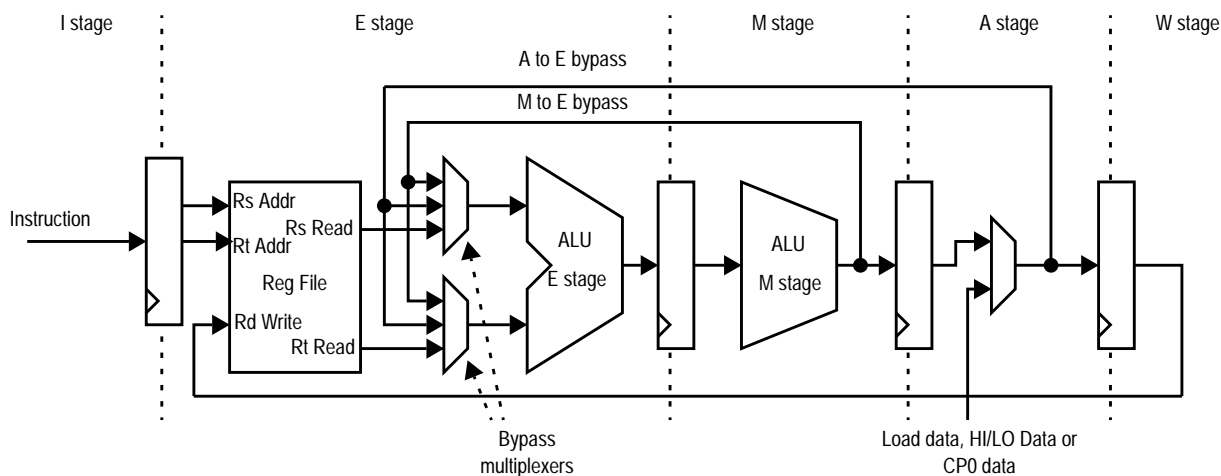 I stage
E stage
M stage
A stage
W stage
A to E bypass
M to E bypass
Instruction
Rs Addr
Rt Addr
Rs Read
Reg File
Rd Write
Rt Read
ALU
E stage
ALU
M stage
Bypass
multiplexers
Load data, HI/LO Data or
CP0 data